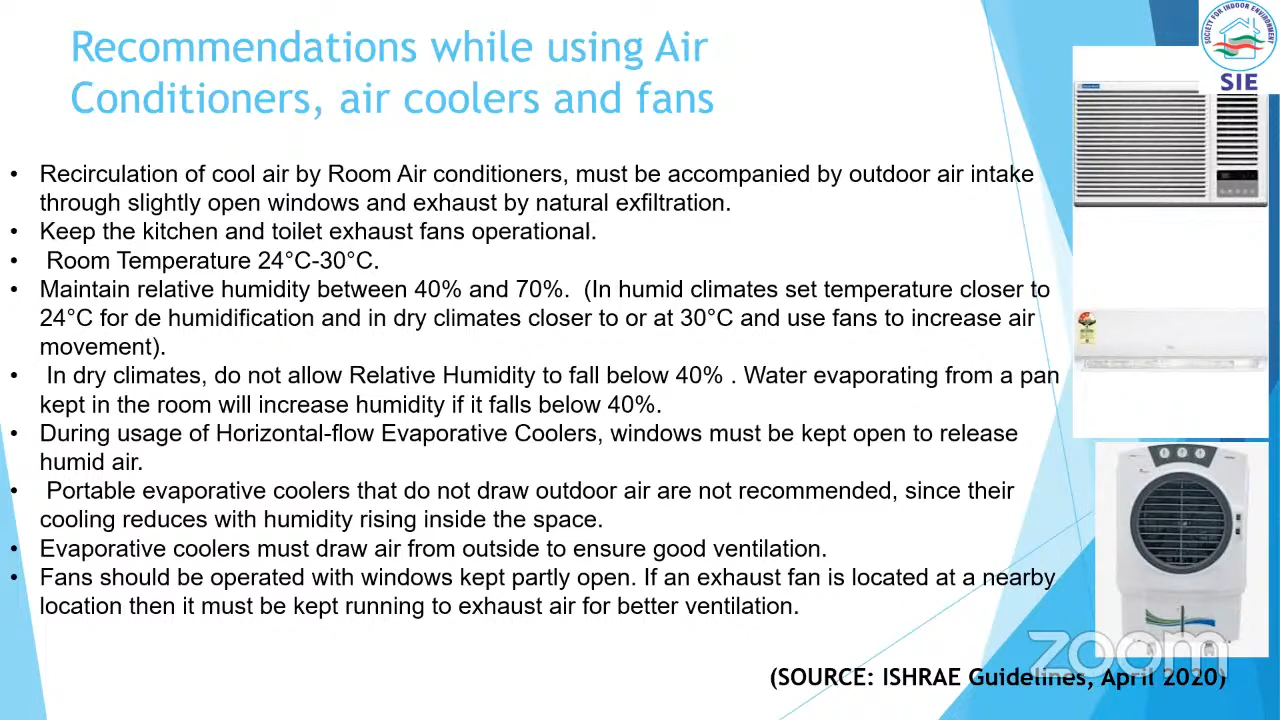 Recommendations while using Air
Conditioners, air coolers and fans
SOCIETY FOR INDOOR ENVIRONMENT
SIE
• Recirculation of cool air by Room Air conditioners, must be accompanied by outdoor air intake
through slightly open windows and exhaust by natural exfiltration.
• Keep the kitchen and toilet exhaust fans operational.
• Room Temperature 24°C-30°C.
• Maintain relative humidity between 40% and 70%. (In humid climates set temperature closer to
24°C for de humidification and in dry climates closer to or at 30°C and use fans to increase air
movement).
• In dry climates, do not allow Relative Humidity to fall below 40% . Water evaporating from a pan
kept in the room will increase humidity if it falls below 40%.
• During usage of Horizontal-flow Evaporative Coolers, windows must be kept open to release
humid air.
• Portable evaporative coolers that do not draw outdoor air are not recommended, since their
cooling reduces with humidity rising inside the space.
• Evaporative coolers must draw air from outside to ensure good ventilation.
• Fans should be operated with windows kept partly open. If an exhaust fan is located at a nearby
location then it must be kept running to exhaust air for better ventilation.
zoom
(SOURCE: ISHRAE Guidelines, April 2020)